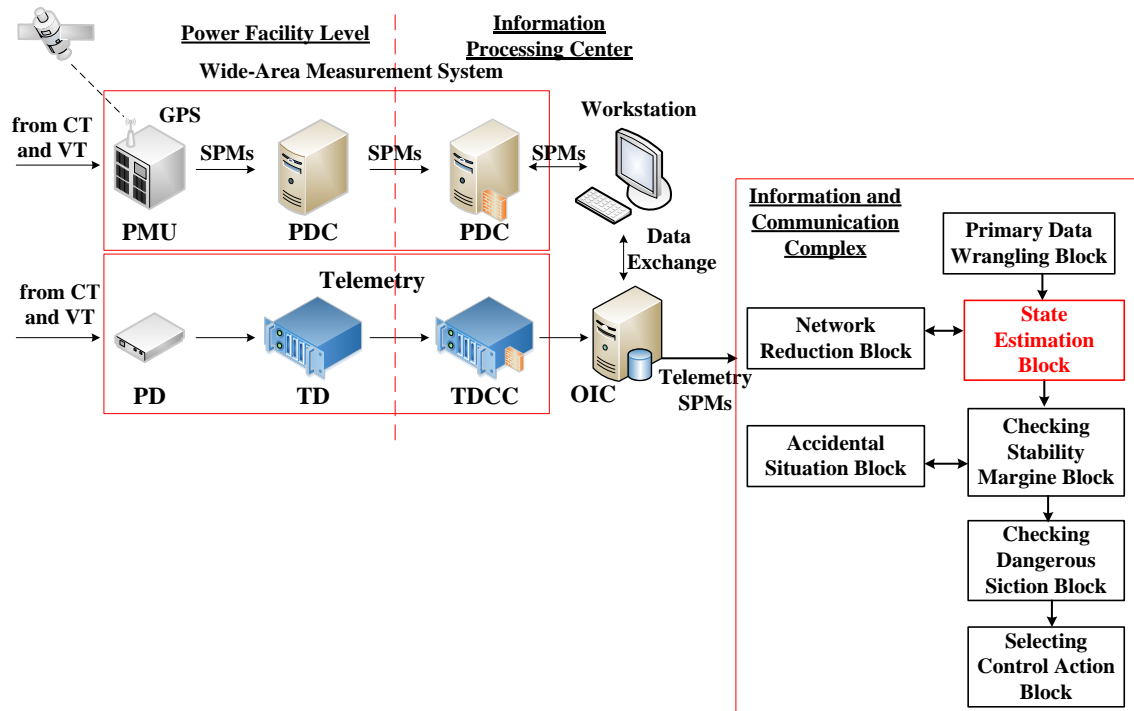 Power Facility Level
Information
Processing Center
Wide-Area Measurement System
GPS
from CT
and VT
SPMs
SPMs
SPMs
Workstation
PMU
PDC
PDC
Data
Exchange
from CT
and VT
Telemetry
PD
TD
TDCC
OIC
Telemetry
SPMs
Information and
Communication
Complex
Primary Data
Wrangling Block
Network
Reduction Block
State
Estimation
Block
Accidental
Situation Block
Checking
Stability
Margine Block
Checking
Dangerous
Siction Block
Selecting
Control Action
Block